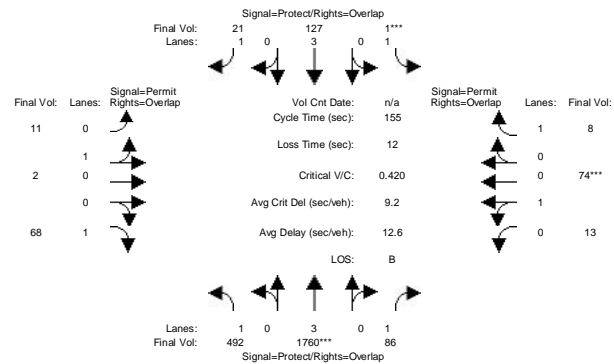 Signal=Protect/Rights=Overlap
Final Vol: 21 127 1***
Lanes: 1 0 3 0 1
Signal=Permit Signal=Permit
Final Vol: Lanes: Rights=Overlap Vol Cnt Date: n/a Rights=Overlap Lanes: Final Vol:
Cycle Time (sec): 155
11 0 1 8
Loss Time (sec): 12
1 0
2 0 Critical V/C: 0.420 0 74***
0 Avg Crit Del (sec/veh): 9.2 1
68 1 Avg Delay (sec/veh): 12.6 0 13
LOS: B
Lanes: 1 0 3 0 1
Final Vol: 492 1760*** 86
Signal=Protect/Rights=Overlap